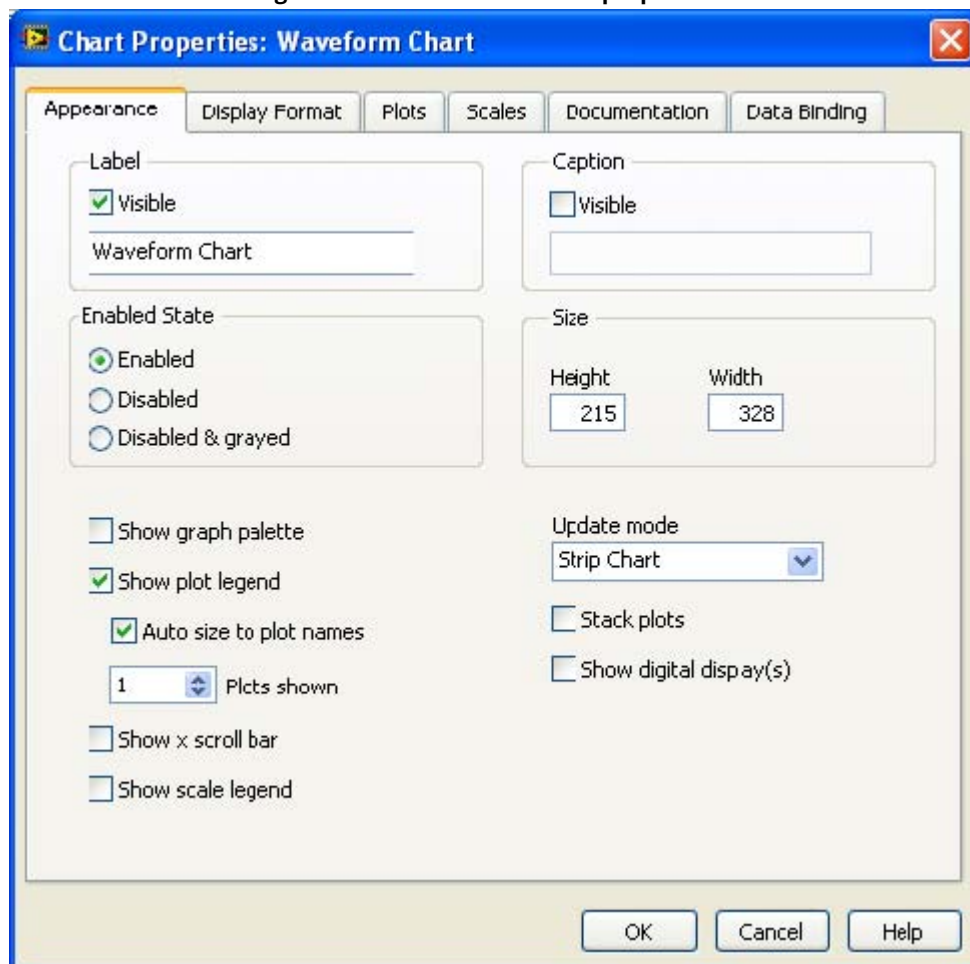 Chart Properties: Waveform Chart
Appearance Display Format Plots Scales Documentation Data Binding
Label
Visible
Waveform Chart
Caption
Visible
Enabled State
Enabled
Disabled
Disabled & grayed
Size
Height Width
215 328
Show graph palette
Show plot legend
Auto size to plot names
1 Plots shown
Show x scroll bar
Show scale legend
Update mode
Strip Chart
Stack plots
Show digital dispay(s)
OK Cancel Help